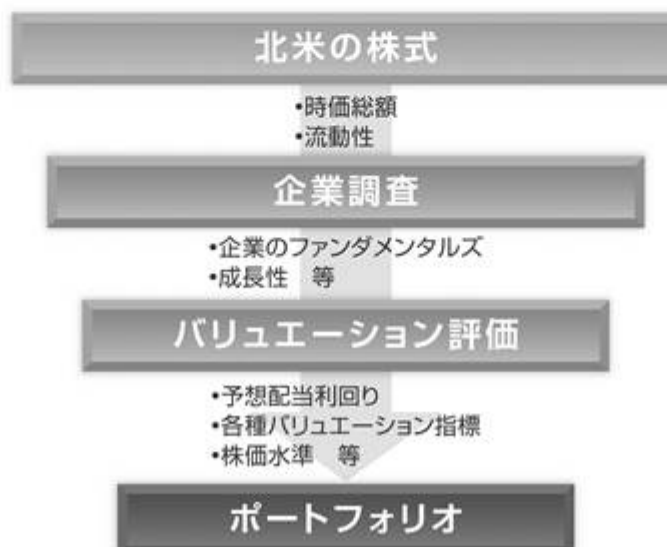 北米の株式
•時価総額
•流動性
企業調査
•企業のファンダメンタルズ
•成長性　等
バリュエーション評価
•予想配当利回り
•各種バリュエーション指標
•株価水準　等
ポートフォリオ